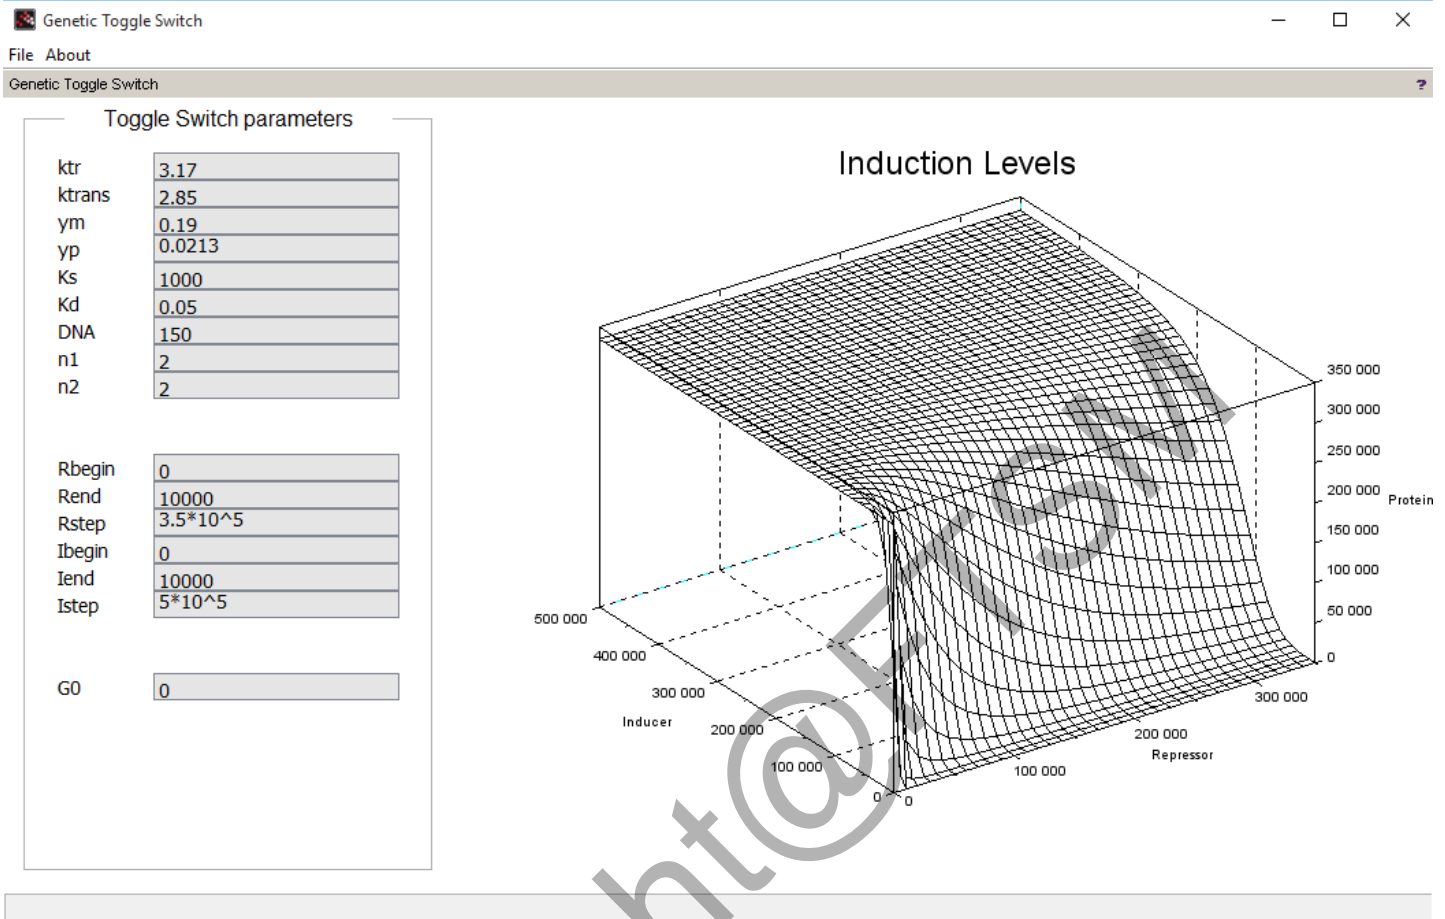 Genetic Toggle Switch
File About
Genetic Toggle Switch ?
Toggle Switch parameters
ktr 3.17
ktrans 2.85
ym 0.19
yp 0.0213
Ks 1000
Kd 0.05
DNA 150
n1 2
n2 2
Rbegin 0
Rend 10000
Rstep 3.5*10^5
Ibegin 0
Iend 10000
Istep 5*10^5
G0 0
Induction Levels
350 000
300 000
250 000
200 000
Protein
150 000
100 000
50 000
0
500 000
400 000
300 000
Inducer
200 000
100 000
0
0
100 000
200 000
Repressor
300 000
ht@FTSM